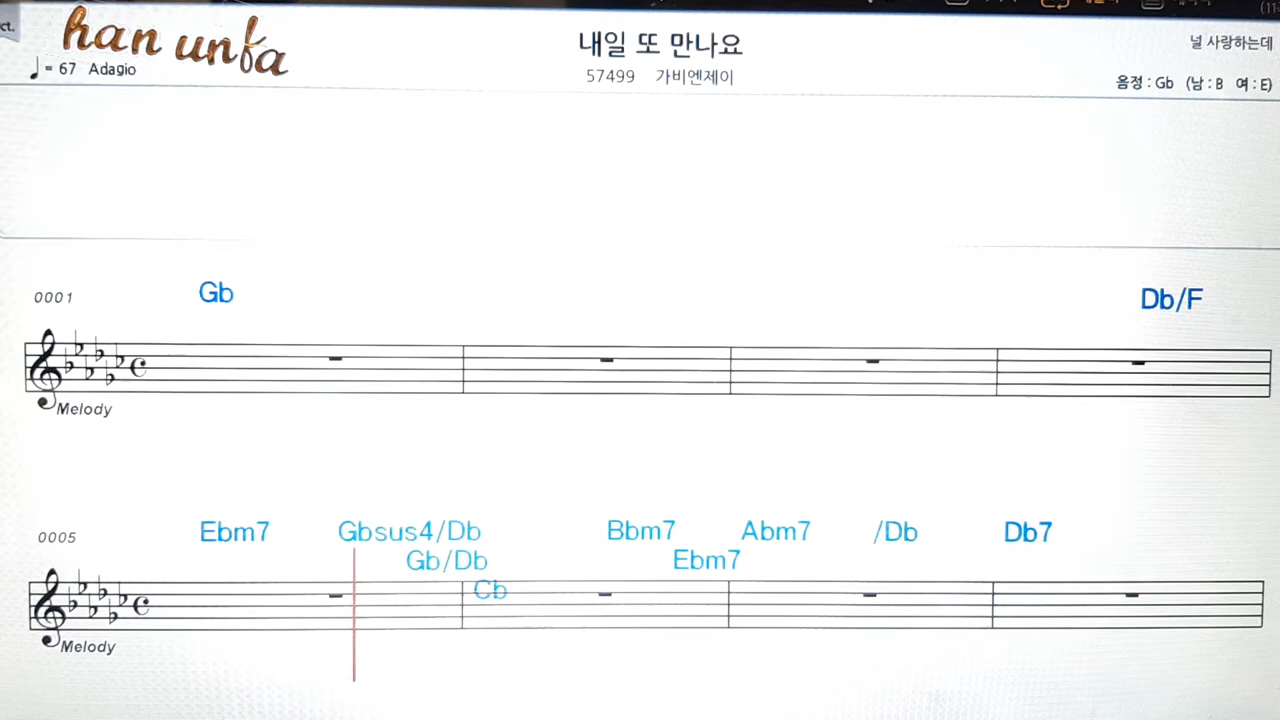 ct.
han unfa
내일 또 만나요
널 사랑하는데
♩= 67 Adagio
57499 가비엔제이
음정 : Gb (남 : B 여 : E)
0001
Gb
Db/F
Melody
0005
Ebm7 Gbsus4/Db Bbm7 Abm7 /Db Db7
Gb/Db Ebm7
Cb
Melody